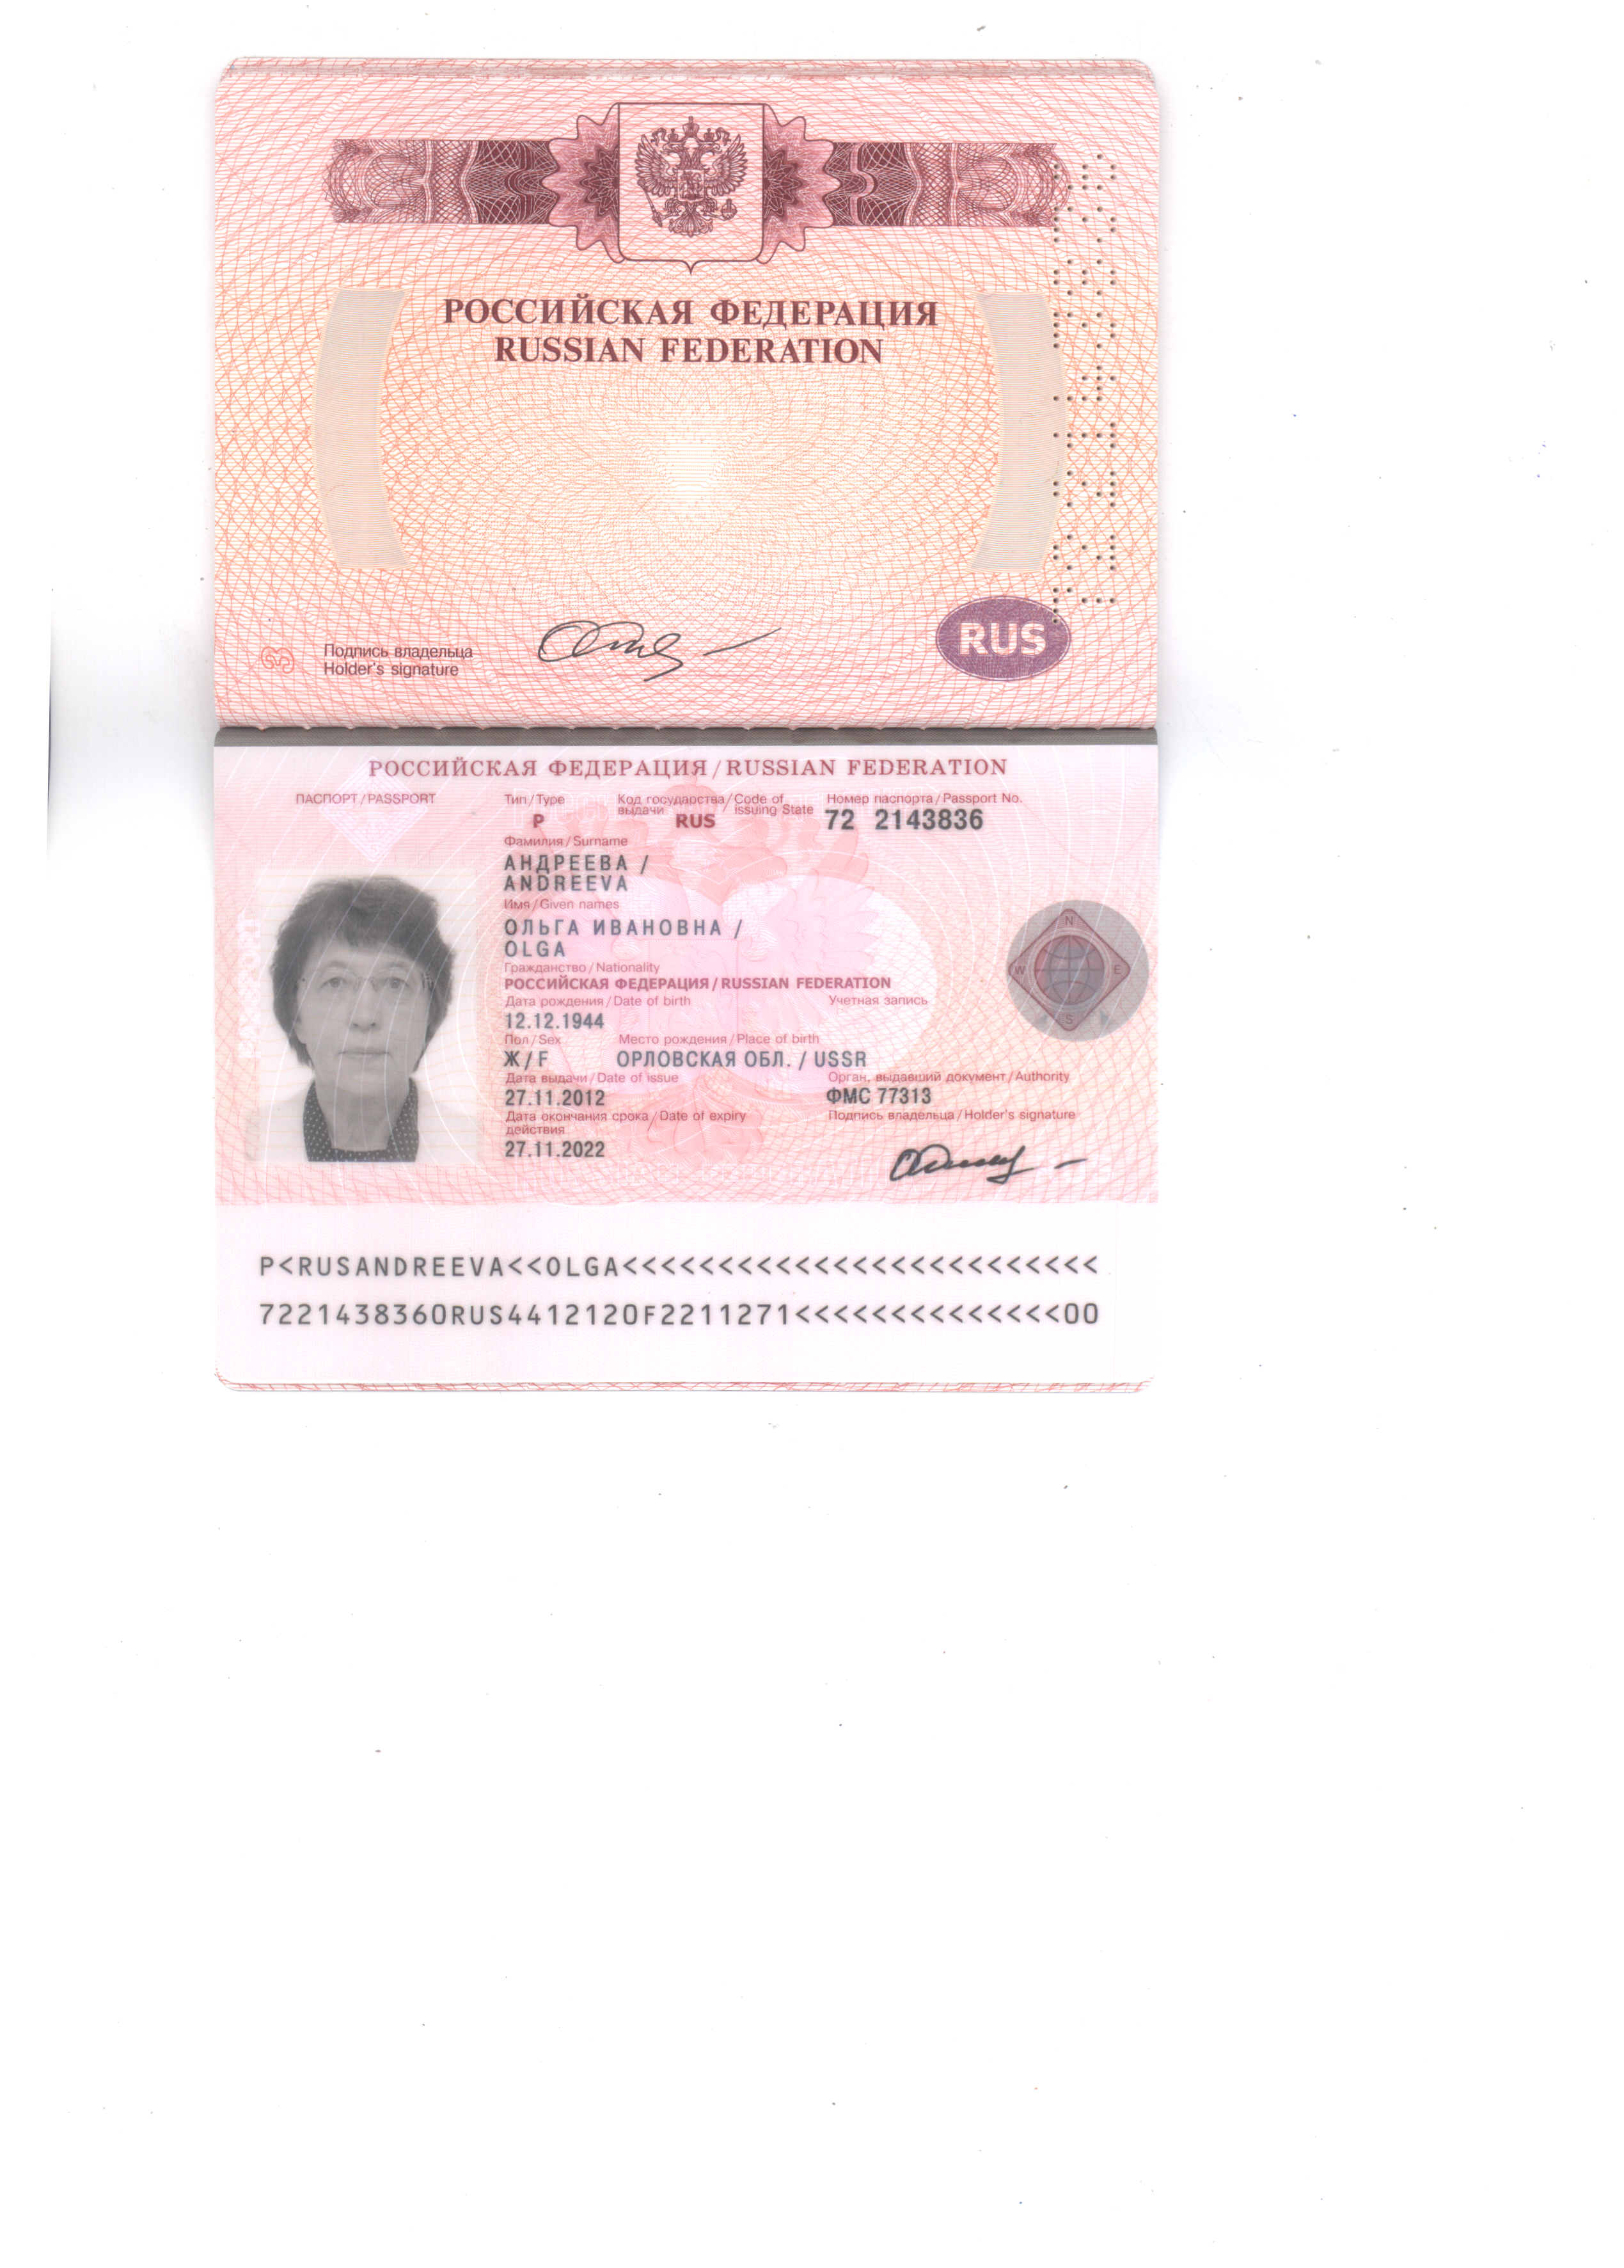 РОССИЙСКАЯ ФЕДЕРАЦИЯ
RUSSIAN FEDERATION
Подпись владельца
Holder's signature
RUS
РОССИЙСКАЯ ФЕДЕРАЦИЯ / RUSSIAN FEDERATION
ПАСПОРТ / PASSPORT
Тип / Type
Код государства / Code of
выдачи / issuing State
Номер паспорта / Passport No.
P
RUS
72 2143836
Фамилия / Surname
АНДРЕЕВА /
ANDREEVA
Имя / Given names
ОЛЬГА ИВАНОВНА /
OLGA
Гражданство / Nationality
РОССИЙСКАЯ ФЕДЕРАЦИЯ / RUSSIAN FEDERATION
Дата рождения / Date of birth
Учетная запись
12.12.1944
Пол / Sex
Место рождения / Place of birth
Ж / F
ОРЛОВСКАЯ ОБЛ. / USSR
Дата выдачи / Date of issue
Орган, выдавший документ / Authority
27.11.2012
ФМС 77313
Дата окончания срока / Date of expiry
действия
Подпись владельца / Holder's signature
27.11.2022
N
W
E
S
P<RUSANDREEVA<<OLGA<<<<<<<<<<<<<<<<<<<<<<<<<
7221438360RUS4412120F2211271<<<<<<<<<<<<<<00